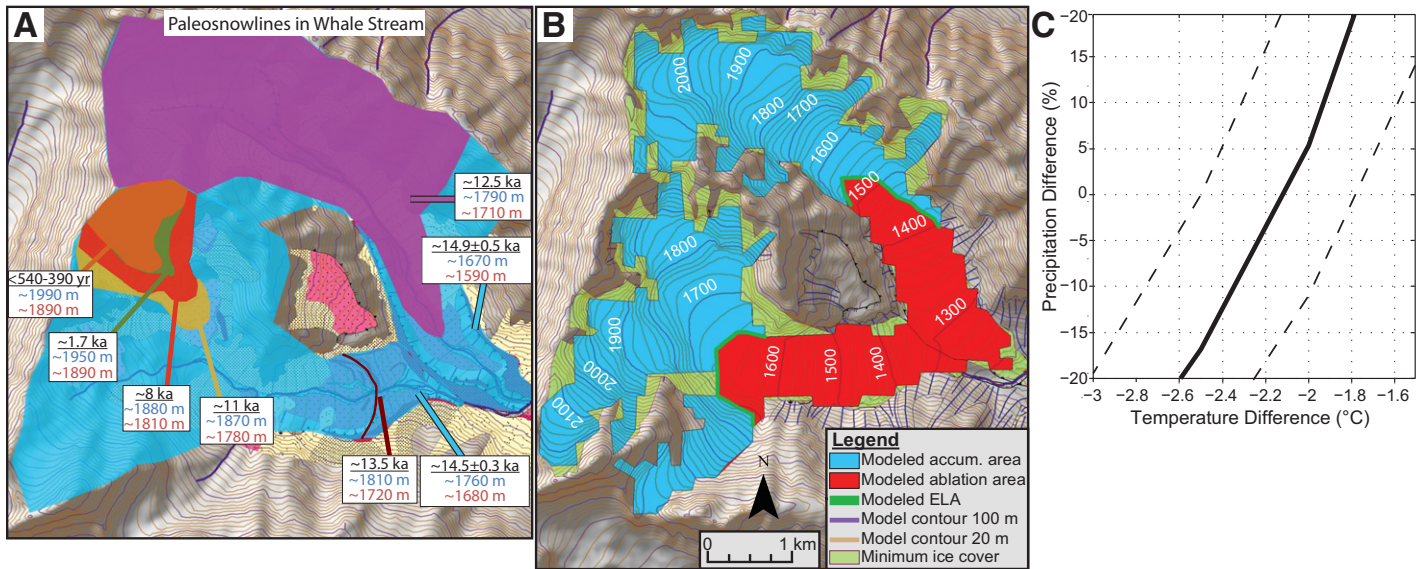 A
Paleosnowlines in Whale Stream
~12.5 ka
~1790 m
~1710 m
~14.9±0.5 ka
~1670 m
~1590 m
<540-390 yr
~1990 m
~1890 m
~1.7 ka
~1950 m
~1890 m
~8 ka
~1880 m
~1810 m
~11 ka
~1870 m
~1780 m
~13.5 ka
~1810 m
~1720 m
~14.5±0.3 ka
~1760 m
~1680 m
B
2000
1900
1800
1700
1600
1500
1400
1300
1800
1700
1900
2000
2100
1600
1500
1400
N
0 1 km
Legend
Modeled accum. area
Modeled ablation area
Modeled ELA
Model contour 100 m
Model contour 20 m
Minimum ice cover
C
−20
15
10
5
0
−5
−10
−15
−20
Precipitation Difference (%)
−3 −2.8 −2.6 −2.4 −2.2 −2 −1.8 −1.6
Temperature Difference (°C)